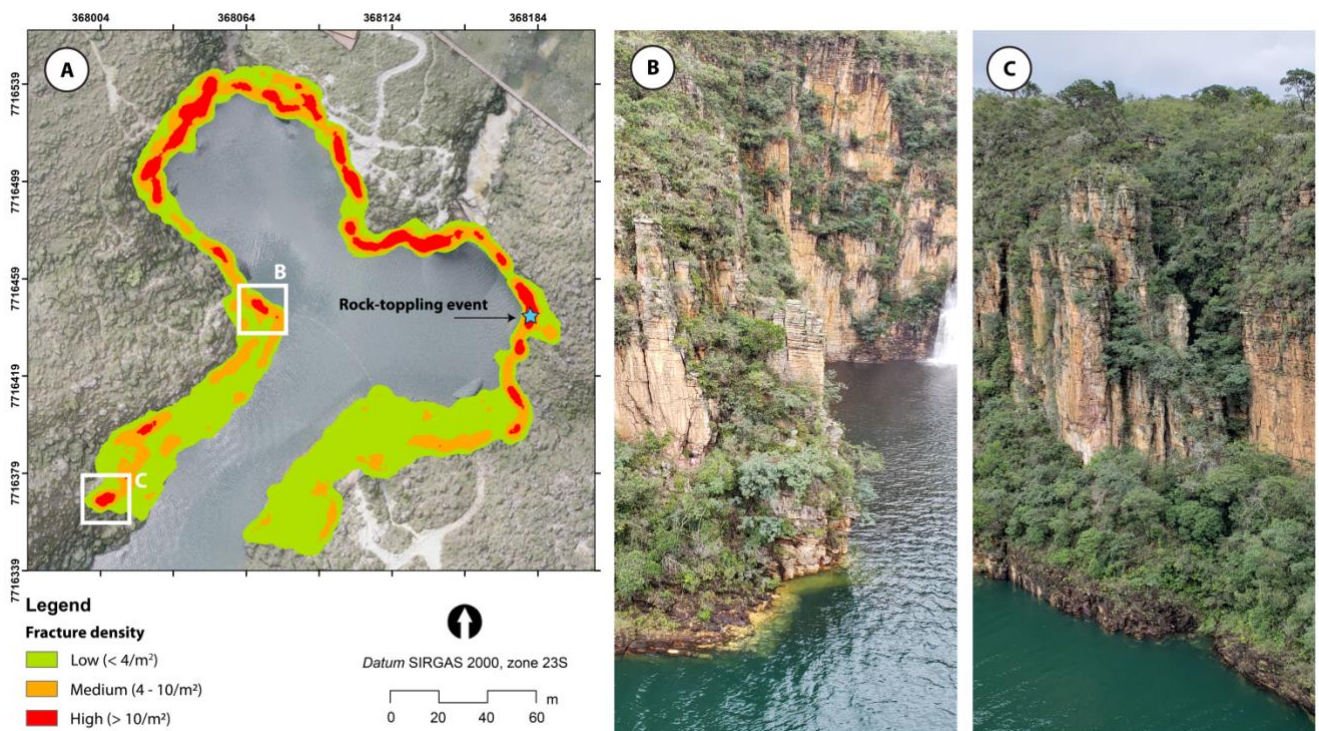 368004 368064 368124 368184
A
B
C
7716539
7716499
7716459
7716419
7716379
7716339
B
Rock-toppling event
C
Legend
Fracture density
Low (< 4/m²)
Medium (4 - 10/m²)
High (> 10/m²)
Datum SIRGAS 2000, zone 23S
m
0 20 40 60